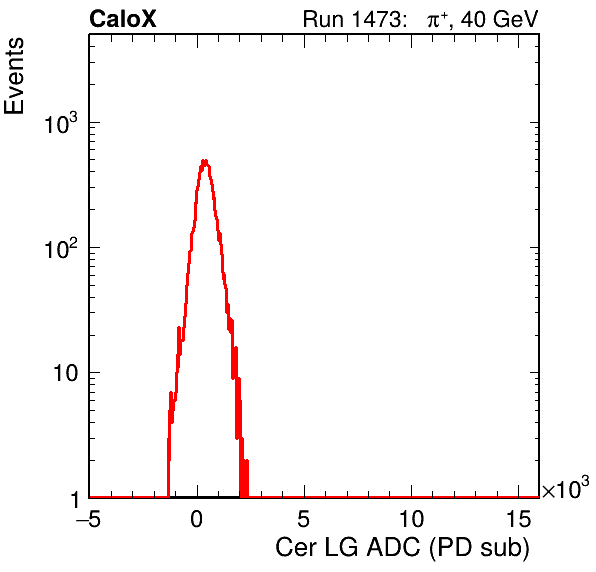 CaloX Run 1473: π⁺, 40 GeV
Events
10³
10²
10
1
−5 0 5 10 15 ×10³
Cer LG ADC (PD sub)